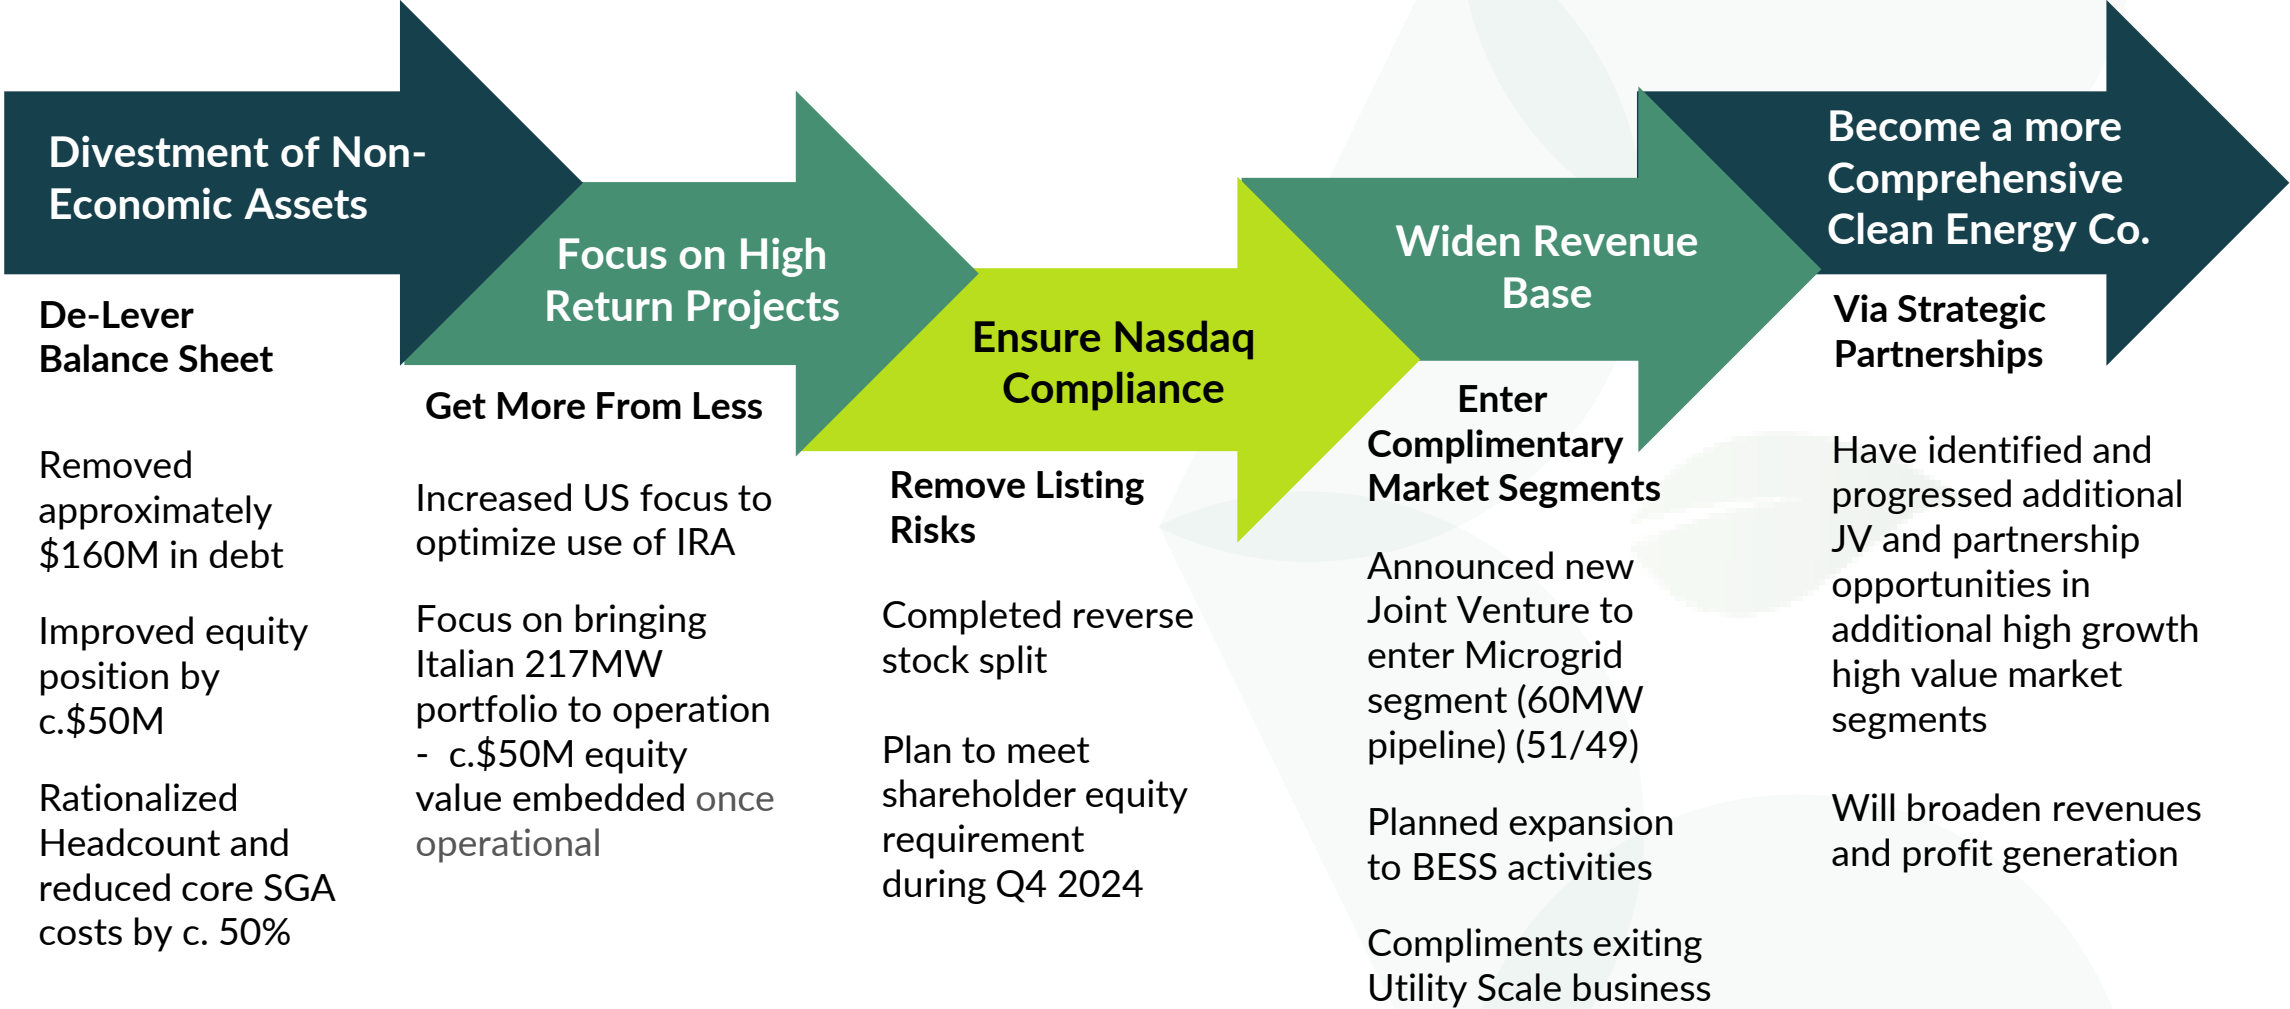 Divestment of Non-
Economic Assets
De-Lever
Balance Sheet
Removed
approximately
$160M in debt
Improved equity
position by
c.$50M
Rationalized
Headcount and
reduced core SGA
costs by c. 50%
Focus on High
Return Projects
Get More From Less
Increased US focus to
optimize use of IRA
Focus on bringing
Italian 217MW
portfolio to operation
- c.$50M equity
value embedded once
operational
Ensure Nasdaq
Compliance
Remove Listing
Risks
Completed reverse
stock split
Plan to meet
shareholder equity
requirement
during Q4 2024
Widen Revenue
Base
Enter
Complimentary
Market Segments
Announced new
Joint Venture to
enter Microgrid
segment (60MW
pipeline) (51/49)
Planned expansion
to BESS activities
Compliments exiting
Utility Scale business
Become a more
Comprehensive
Clean Energy Co.
Via Strategic
Partnerships
Have identified and
progressed additional
JV and partnership
opportunities in
additional high growth
high value market
segments
Will broaden revenues
and profit generation